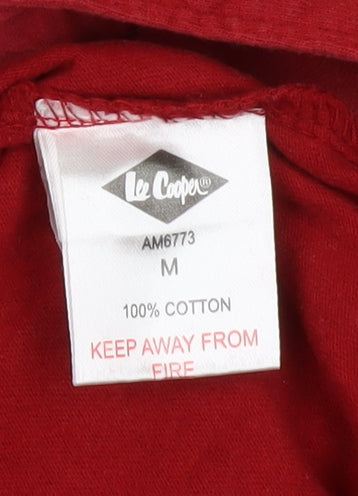 Lee Cooper®
AM6773
M
100% COTTON
KEEP AWAY FROM
FIRE